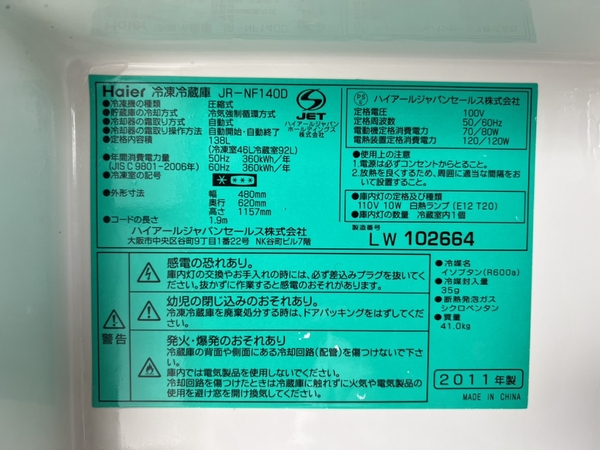 Haier 冷凍冷蔵庫 JR-NF140D
●冷凍機の種類 圧縮式
●貯蔵庫の冷却方式 冷気強制循環方式
●冷却器の霜取り方式 自動式
●冷却器の霜取り操作方法 自動開始・自動終了
●定格内容積 138L
(冷凍室46L冷蔵室92L)
●年間消費電力量 50Hz 360kWh/年
(JIS C 9801-2006年) 60Hz 360kWh/年
●冷凍室の記号
●外形寸法 幅 480mm
奥行 620mm
高さ 1157mm
●コードの長さ 1.9m
ハイアールジャパンセールス株式会社
大阪市中央区谷町9丁目1番22号 NK谷町ビル7階
S
JET
ハイアールジャパン
ホールディングス
株式会社
PS
E
ハイアールジャパンセールス株式会社
定格電圧 100V
定格周波数 50/60Hz
電動機定格消費電力 70/80W
電熱装置定格消費電力 120/120W
●使用上の注意
1.電源は必ずコンセントからとること。
2.放熱を良くするため、周囲に適当な間隔をおいて設置すること。
●庫内灯の定格及び種類
110V 10W 白熱ランプ(E12 T20)
●庫内灯の数量 冷蔵室内1個
製造番号
LW 102664
警告
感電の恐れあり。
庫内灯の交換やお手入れの時には、必ず差込みプラグを抜いてください。抜かずに作業すると感電のおそれがあります。
幼児の閉じ込みのおそれあり。
冷凍冷蔵庫を廃棄処分する時は、ドアパッキングをはずしてください。
発火・爆発のおそれあり。
冷蔵庫の背面や側面にある冷却回路(配管)を傷つけないで下さい。
庫内では電気製品を使用しないでください。
冷却回路を傷つけたときは冷蔵庫に触れずに火気や電気製品の使用を避け窓を開け換気してください。
●冷媒名
イソブタン(R600a)
●冷媒封入量
35g
●断熱発泡ガス
シクロペンタン
●質量
41.0kg
2011年製
MADE IN CHINA